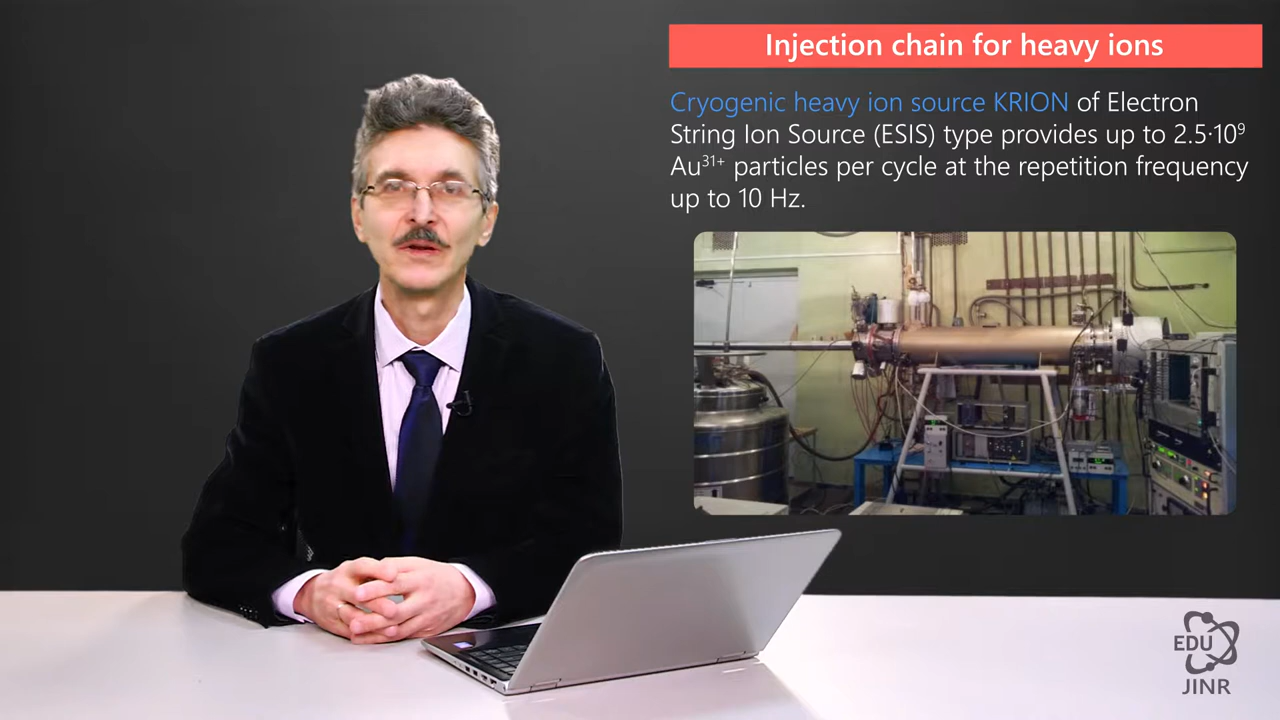 Injection chain for heavy ions
Cryogenic heavy ion source KRION of Electron
String Ion Source (ESIS) type provides up to 2.5·10⁹
Au³¹⁺ particles per cycle at the repetition frequency
up to 10 Hz.
EDU
JINR